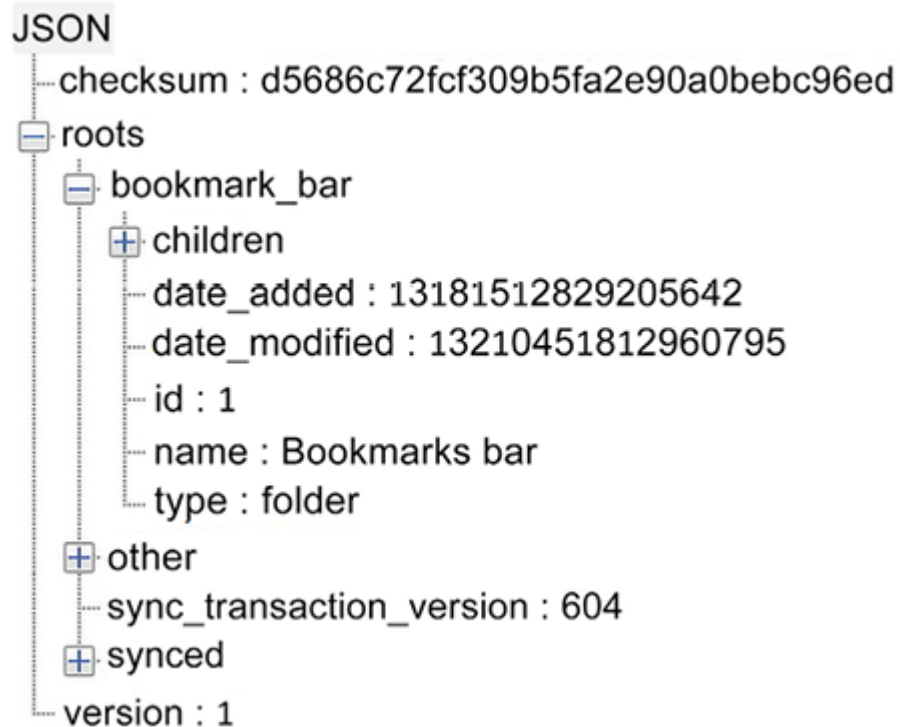 JSON
checksum : d5686c72fcf309b5fa2e90a0bebc96ed
roots
bookmark_bar
children
date_added : 13181512829205642
date_modified : 13210451812960795
id : 1
name : Bookmarks bar
type : folder
other
sync_transaction_version : 604
synced
version : 1